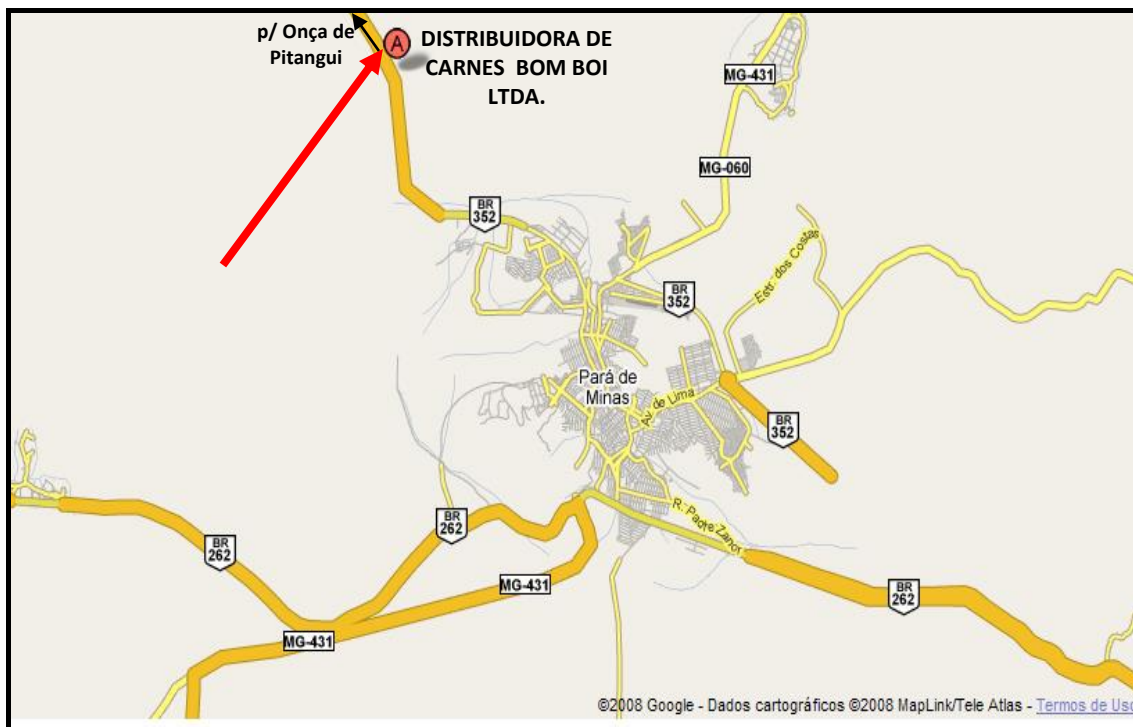 p/ Onça de
Pitangui
A
DISTRIBUIDORA DE
CARNES BOM BOI
LTDA.
MG-431
MG-060
BR
352
BR
352
Estr. dos Costas
Pará de
Minas
Av. de Lima
BR
352
BR
262
BR
262
R. Padre Zanor
MG-431
BR
262
MG-431
©2008 Google - Dados cartográficos ©2008 MapLink/Tele Atlas - Termos de Uso